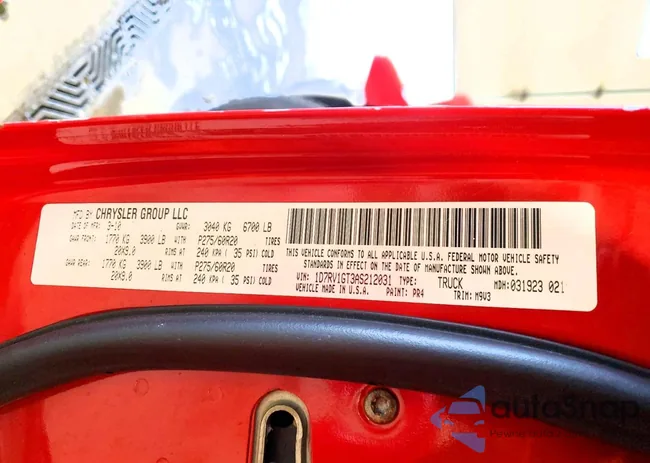 MFD BY CHRYSLER GROUP LLC
DATE OF MFR: 3-10 GVWR: 3040 KG 6700 LB
GAWR FRONT: 1770 KG 3900 LB WITH P275/60R20 TIRES
20X9.0 RIMS AT 240 KPA ( 35 PSI) COLD
GAWR REAR: 1770 KG 3900 LB WITH P275/60R20 TIRES
20X9.0 RIMS AT 240 KPA ( 35 PSI) COLD
THIS VEHICLE CONFORMS TO ALL APPLICABLE U.S.A. FEDERAL MOTOR VEHICLE SAFETY
STANDARDS IN EFFECT ON THE DATE OF MANUFACTURE SHOWN ABOVE.
VIN: 1D7RV1GT3AS212031 TYPE: TRUCK MDH: 031923 021
VEHICLE MADE IN U.S.A. PAINT: PR4 TRIM: M9V3
autoSnap